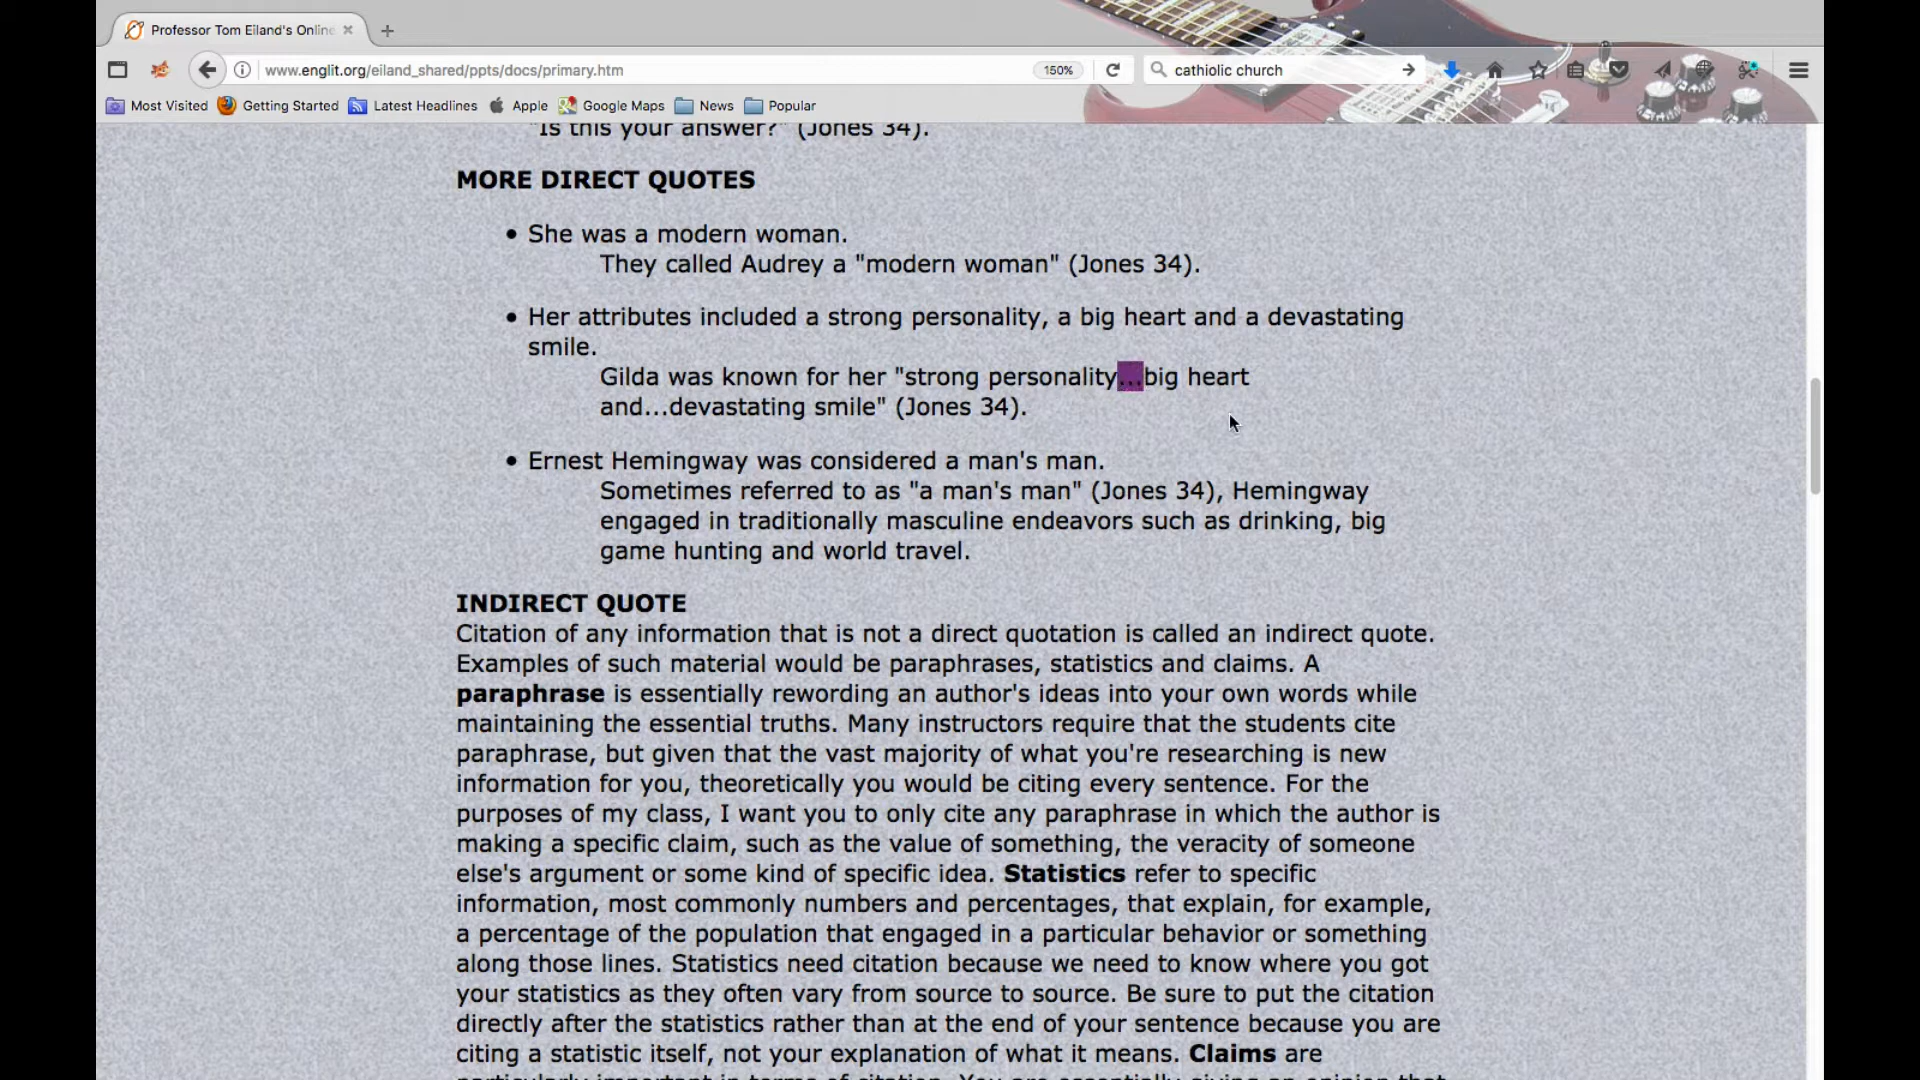 Professor Tom Eiland's Online
www.englit.org/eiland_shared/ppts/docs/primary.htm
150%
cathiolic church
Most Visited
Getting Started
Latest Headlines
Apple
Google Maps
News
Popular
"Is this your answer?" (Jones 34).
MORE DIRECT QUOTES
• She was a modern woman.
They called Audrey a "modern woman" (Jones 34).
• Her attributes included a strong personality, a big heart and a devastating
smile.
Gilda was known for her "strong personality...big heart
and...devastating smile" (Jones 34).
• Ernest Hemingway was considered a man's man.
Sometimes referred to as "a man's man" (Jones 34), Hemingway
engaged in traditionally masculine endeavors such as drinking, big
game hunting and world travel.
INDIRECT QUOTE
Citation of any information that is not a direct quotation is called an indirect quote.
Examples of such material would be paraphrases, statistics and claims. A
paraphrase is essentially rewording an author's ideas into your own words while
maintaining the essential truths. Many instructors require that the students cite
paraphrase, but given that the vast majority of what you're researching is new
information for you, theoretically you would be citing every sentence. For the
purposes of my class, I want you to only cite any paraphrase in which the author is
making a specific claim, such as the value of something, the veracity of someone
else's argument or some kind of specific idea. Statistics refer to specific
information, most commonly numbers and percentages, that explain, for example,
a percentage of the population that engaged in a particular behavior or something
along those lines. Statistics need citation because we need to know where you got
your statistics as they often vary from source to source. Be sure to put the citation
directly after the statistics rather than at the end of your sentence because you are
citing a statistic itself, not your explanation of what it means. Claims are
particularly important in terms of citation. You are essentially giving an opinion that